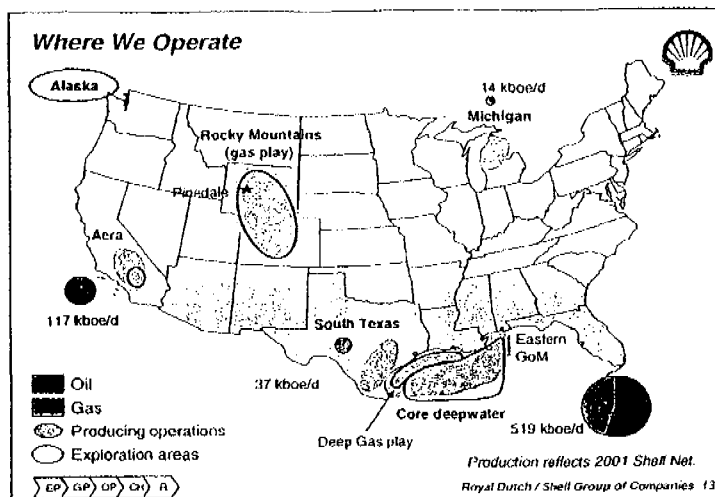 Where We Operate
Alaska
14 kboe/d
Michigan
Rocky Mountains
(gas play)
Pinedale
Aera
117 kboe/d
South Texas
37 kboe/d
Eastern
GoM
Core deepwater
Deep Gas play
519 kboe/d
Oil
Gas
Producing operations
Exploration areas
Production reflects 2001 Shell Net.
EP GP OP CH R
Royal Dutch / Shell Group of Companies 13